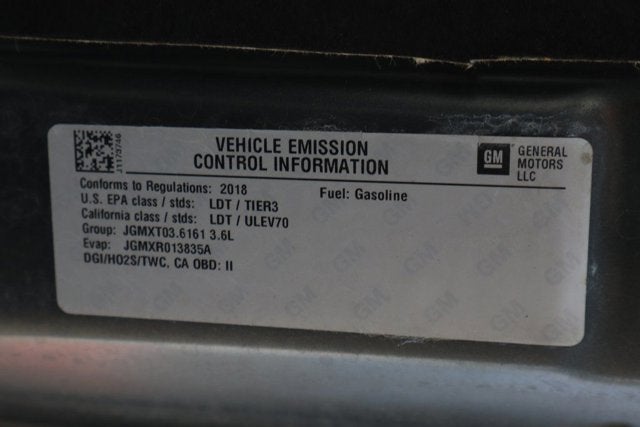 VEHICLE EMISSION
CONTROL INFORMATION
GM
GENERAL
MOTORS
LLC
Conforms to Regulations: 2018
Fuel: Gasoline
U.S. EPA class / stds: LDT / TIER3
California class / stds: LDT / ULEV70
Group: JGMXT03.6161 3.6L
Evap: JGMXR013835A
DGI/HO2S/TWC, CA OBD: II